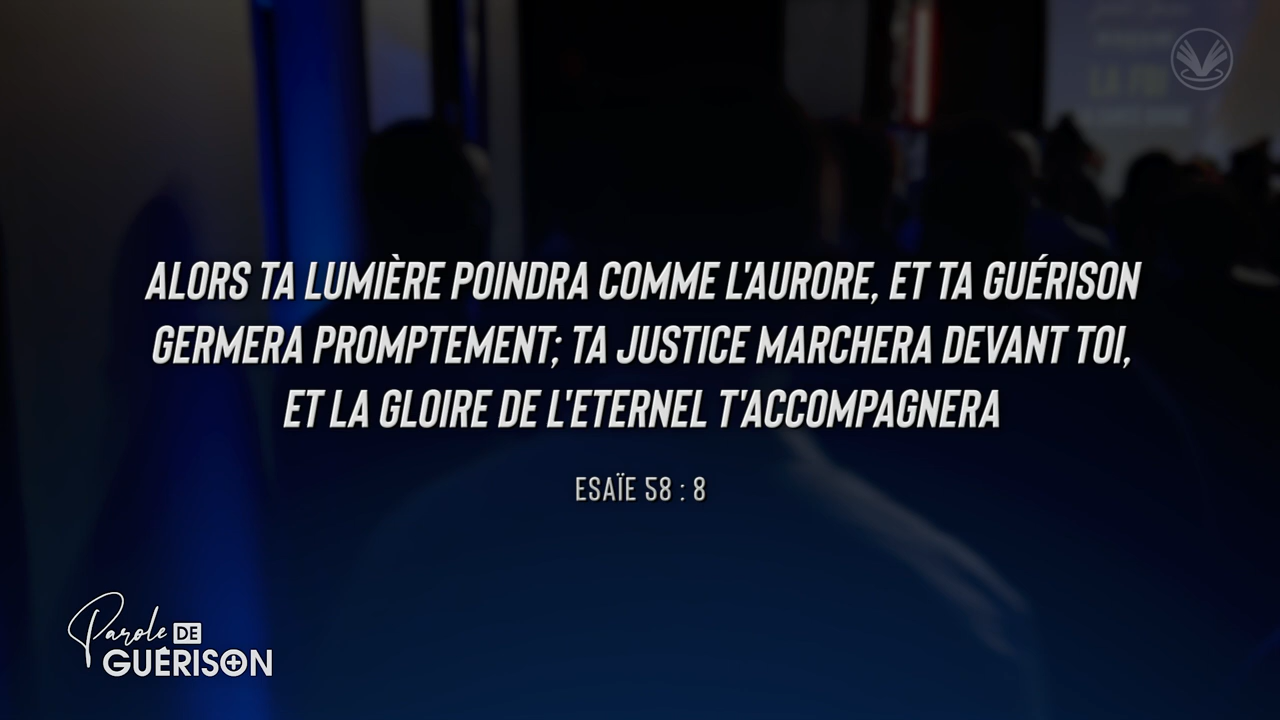 ALORS TA LUMIÈRE POINDRA COMME L'AURORE, ET TA GUÉRISON
GERMERA PROMPTEMENT; TA JUSTICE MARCHERA DEVANT TOI,
ET LA GLOIRE DE L'ETERNEL T'ACCOMPAGNERA
ESAÏE 58 : 8
Parole DE
GUÉRISON